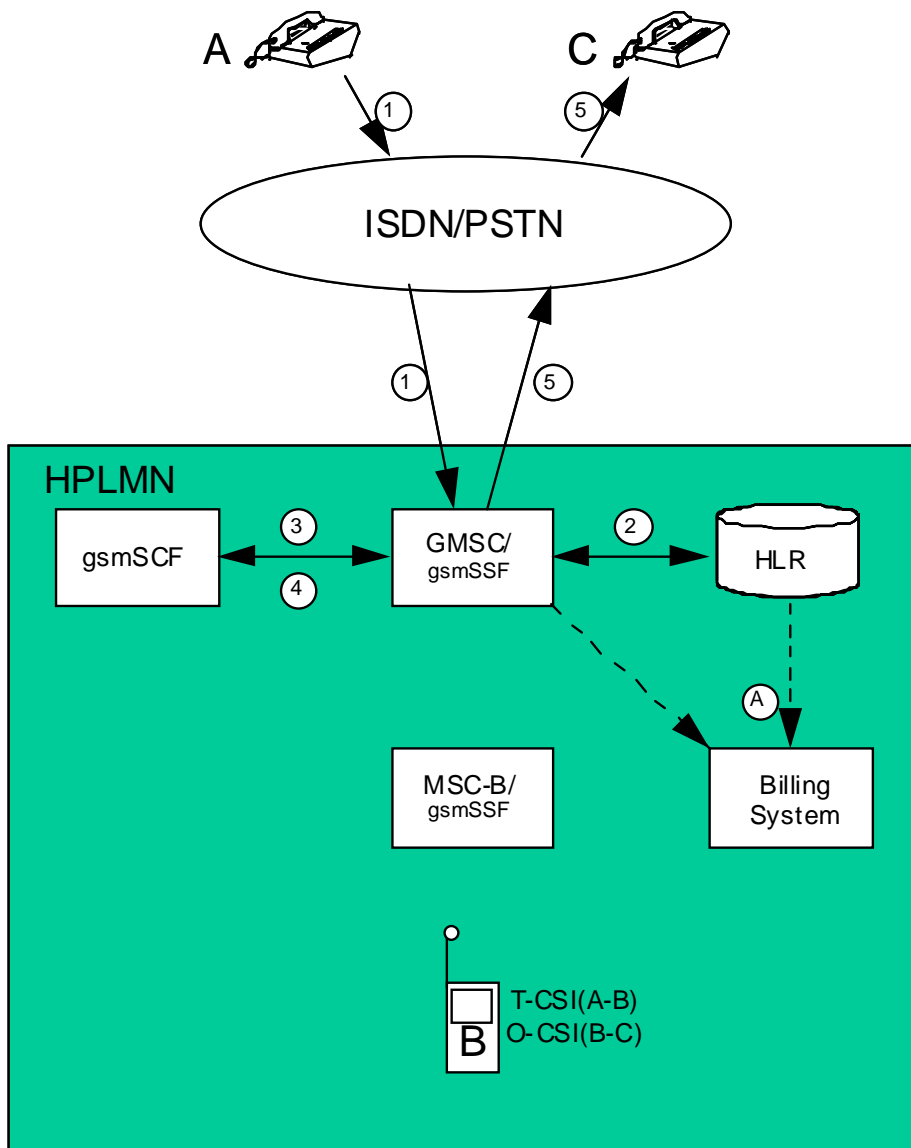 A
C
1
5
ISDN/PSTN
1
5
HPLMN
gsmSCF
3
4
GMSC/
gsmSSF
2
HLR
A
MSC-B/
gsmSSF
Billing
System
T-CSI(A-B)
O-CSI(B-C)
B